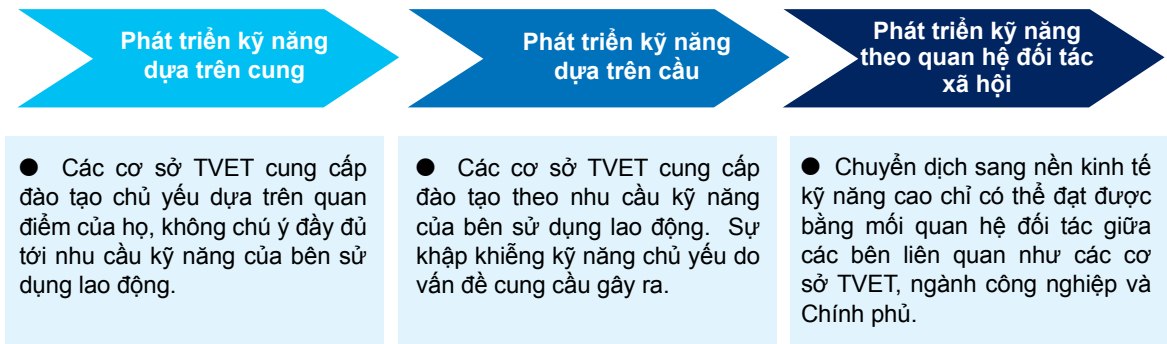 Phát triển kỹ năng
dựa trên cung
Phát triển kỹ năng
dựa trên cầu
Phát triển kỹ năng
theo quan hệ đối tác
xã hội
● Các cơ sở TVET cung cấp
đào tạo chủ yếu dựa trên quan
điểm của họ, không chú ý đầy đủ
tới nhu cầu kỹ năng của bên sử
dụng lao động.
● Các cơ sở TVET cung cấp
đào tạo theo nhu cầu kỹ năng
của bên sử dụng lao động. Sự
khập khiễng kỹ năng chủ yếu do
vấn đề cung cầu gây ra.
● Chuyển dịch sang nền kinh tế
kỹ năng cao chỉ có thể đạt được
bằng mối quan hệ đối tác giữa
các bên liên quan như các cơ
sở TVET, ngành công nghiệp và
Chính phủ.